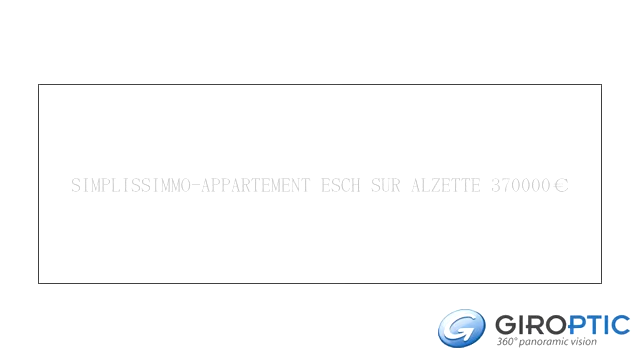 SIMPLISSIMMO-APPARTEMENT ESCH SUR ALZETTE 370000€
GIROPTIC
360° panoramic vision